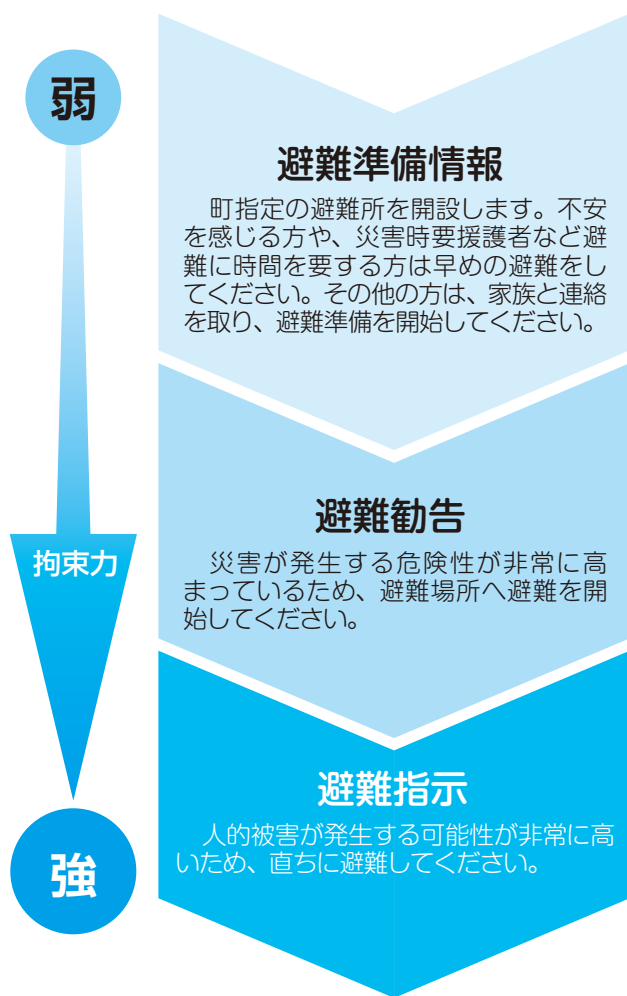 弱
避難準備情報
町指定の避難所を開設します。不安
を感じる方や、災害時要援護者など避
難に時間を要する方は早めの避難をし
てください。その他の方は、家族と連絡
を取り、避難準備を開始してください。
避難勧告
災害が発生する危険性が非常に高
まっているため、避難場所へ避難を開
始してください。
拘束力
避難指示
人的被害が発生する可能性が非常に高
いため、直ちに避難してください。
強